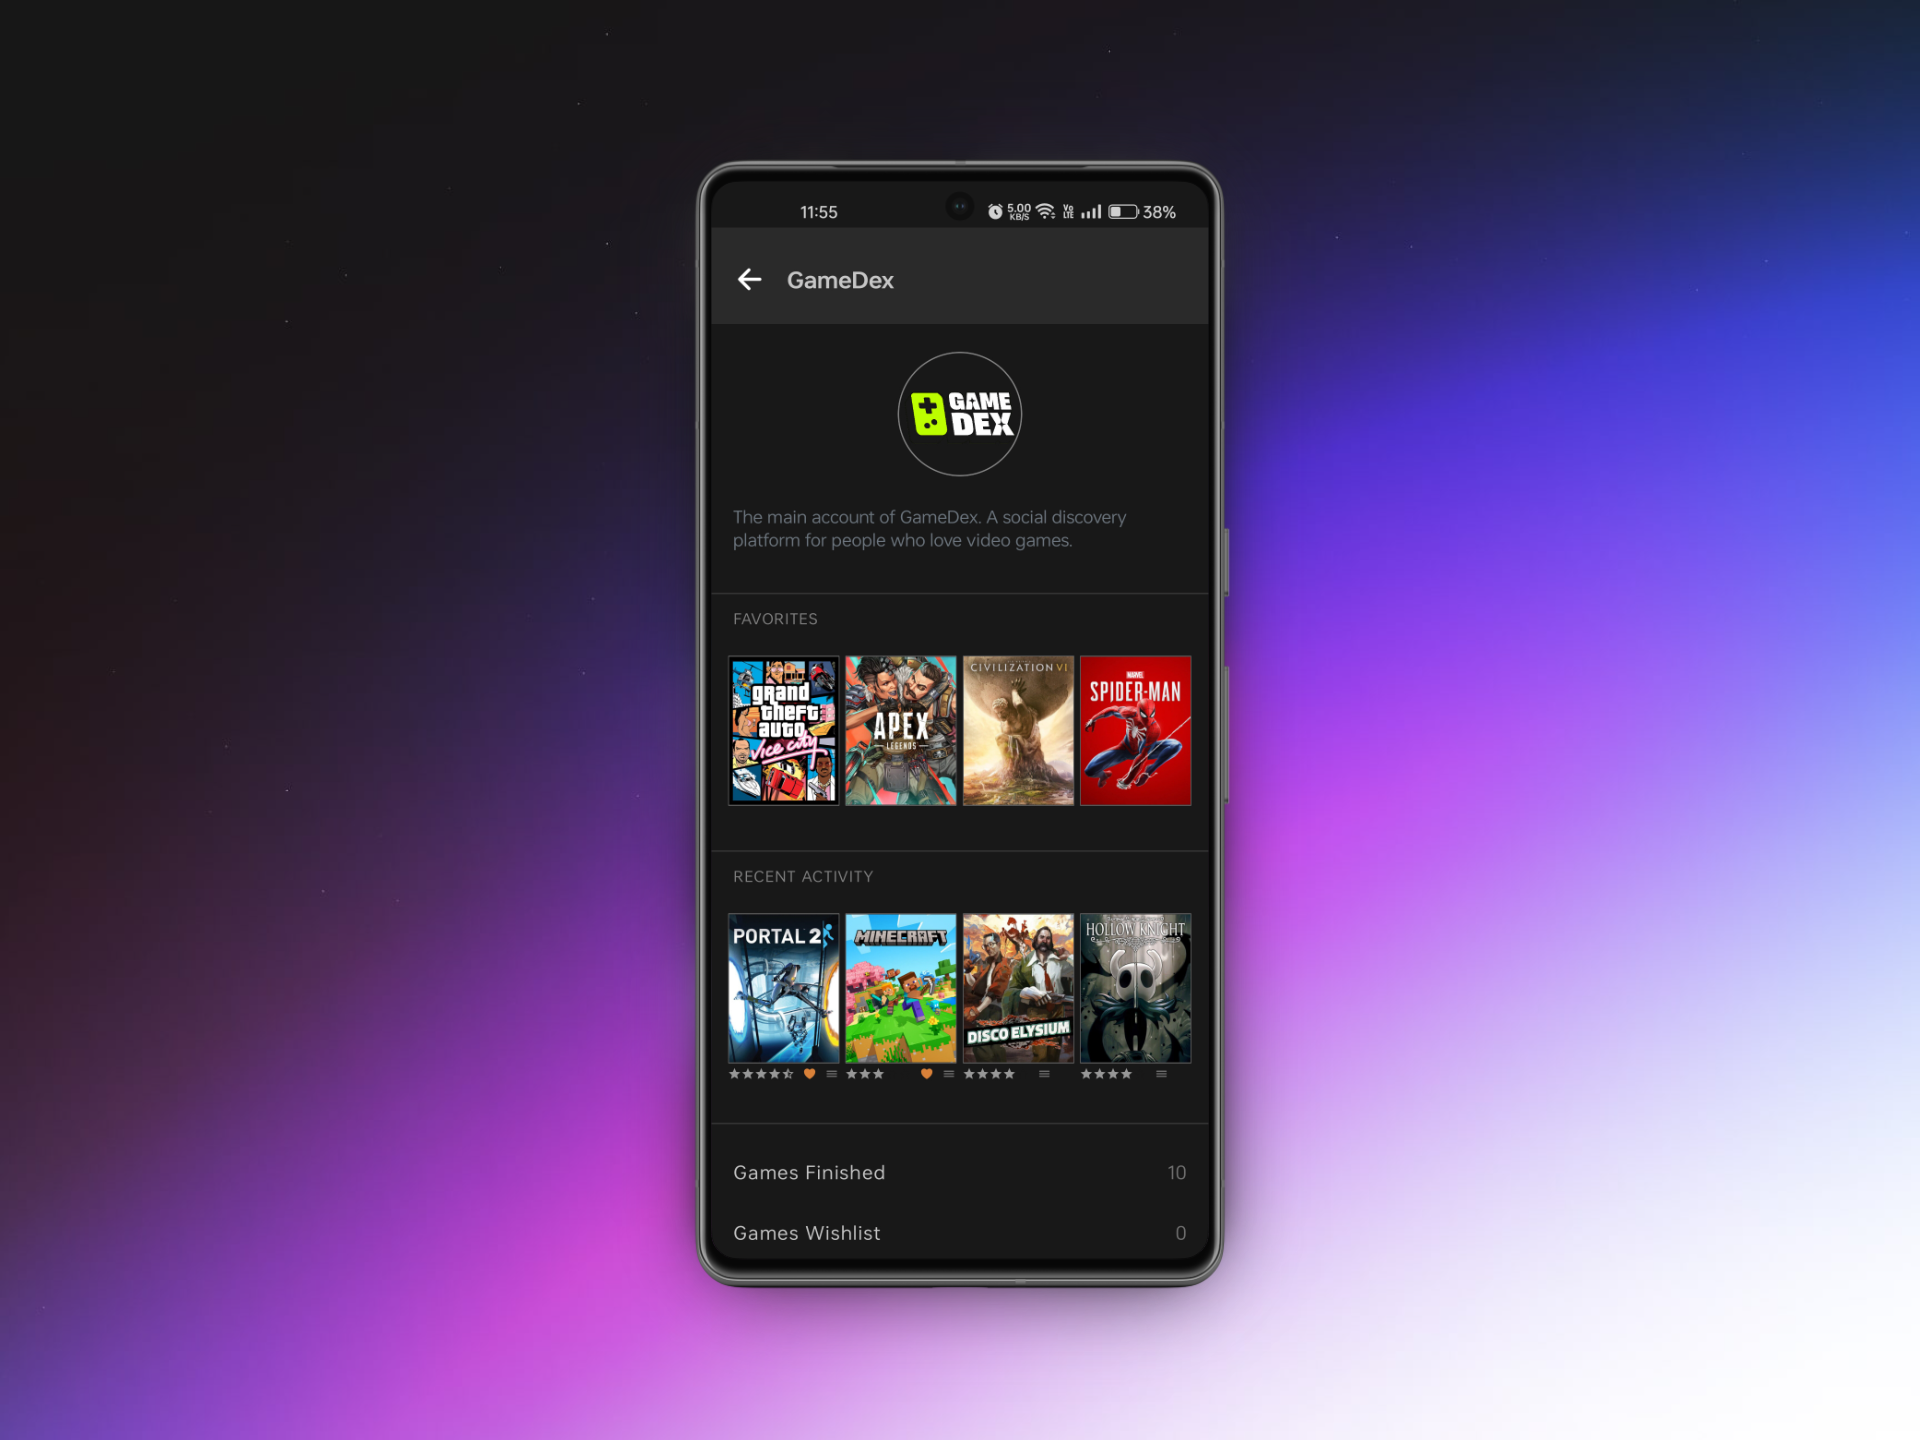 11:55
5.00
KB/S
Vo
LTE
38%
GameDex
GAME
DEX
The main account of GameDex. A social discovery
platform for people who love video games.
FAVORITES
grand
theft
auto
vice city
APEX
LEGENDS
CIVILIZATION VI
MARVEL
SPIDER-MAN
RECENT ACTIVITY
PORTAL 2
MINECRAFT
DISCO ELYSIUM
HOLLOW KNIGHT
Games Finished
10
Games Wishlist
0